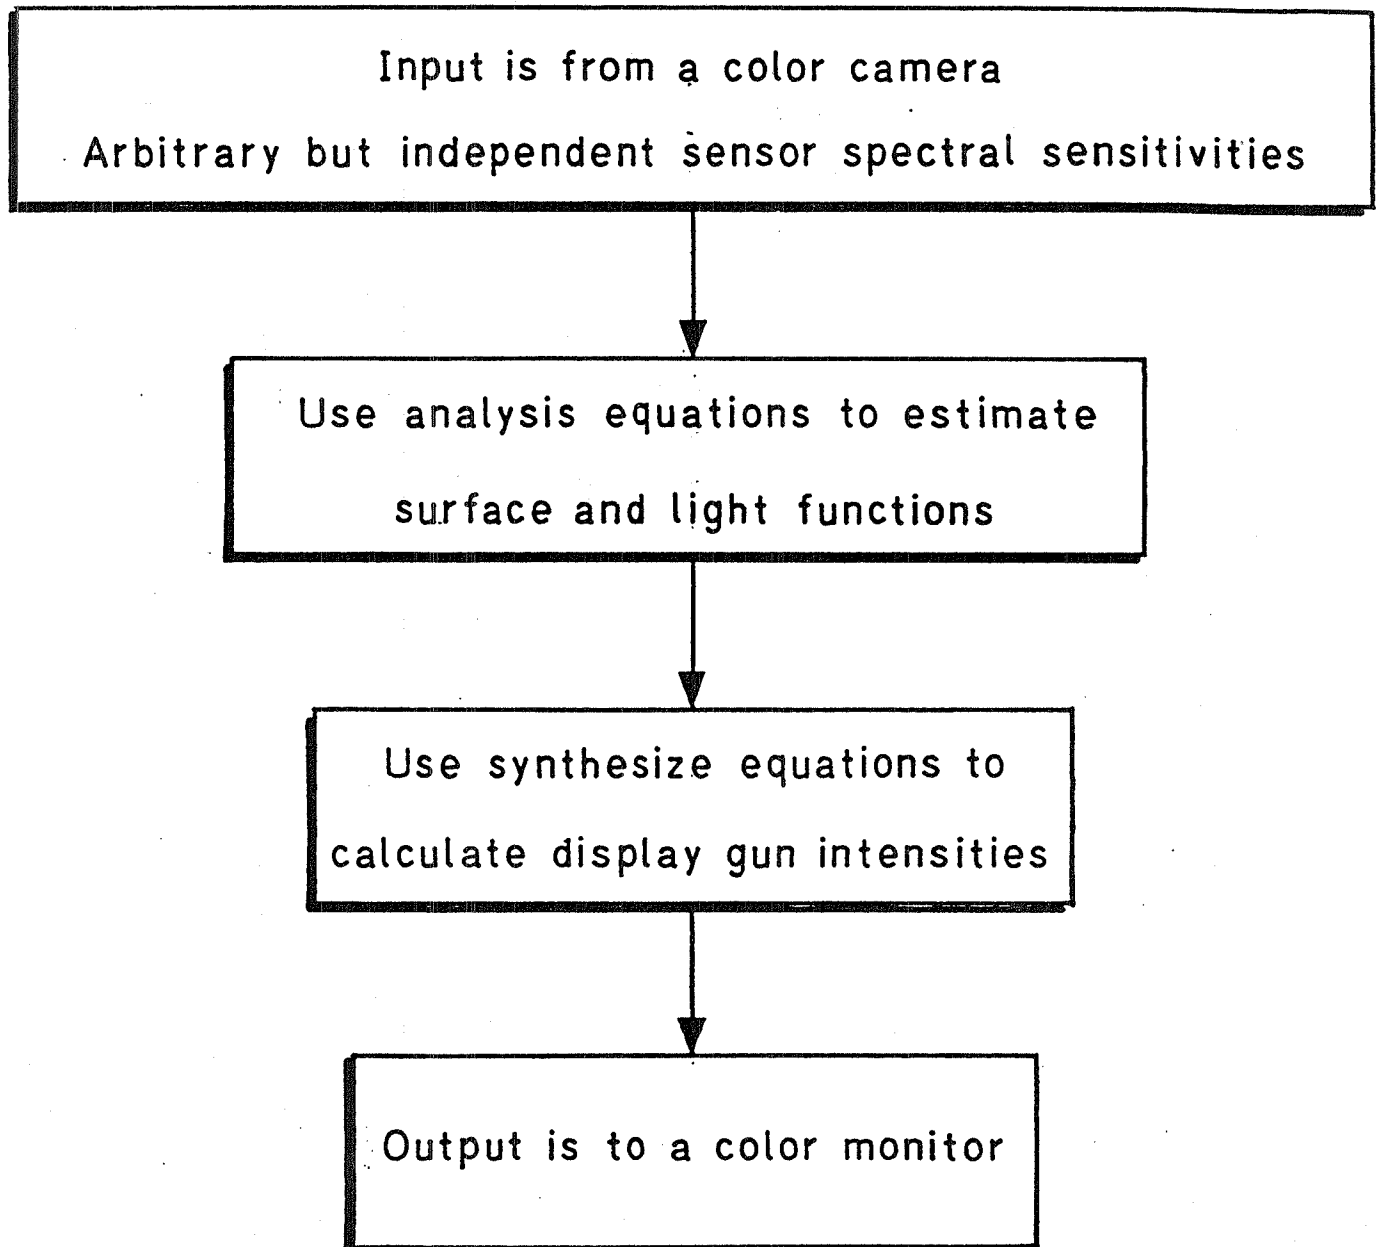 Input is from a color camera
Arbitrary but independent sensor spectral sensitivities
Use analysis equations to estimate
surface and light functions
Use synthesize equations to
calculate display gun intensities
Output is to a color monitor